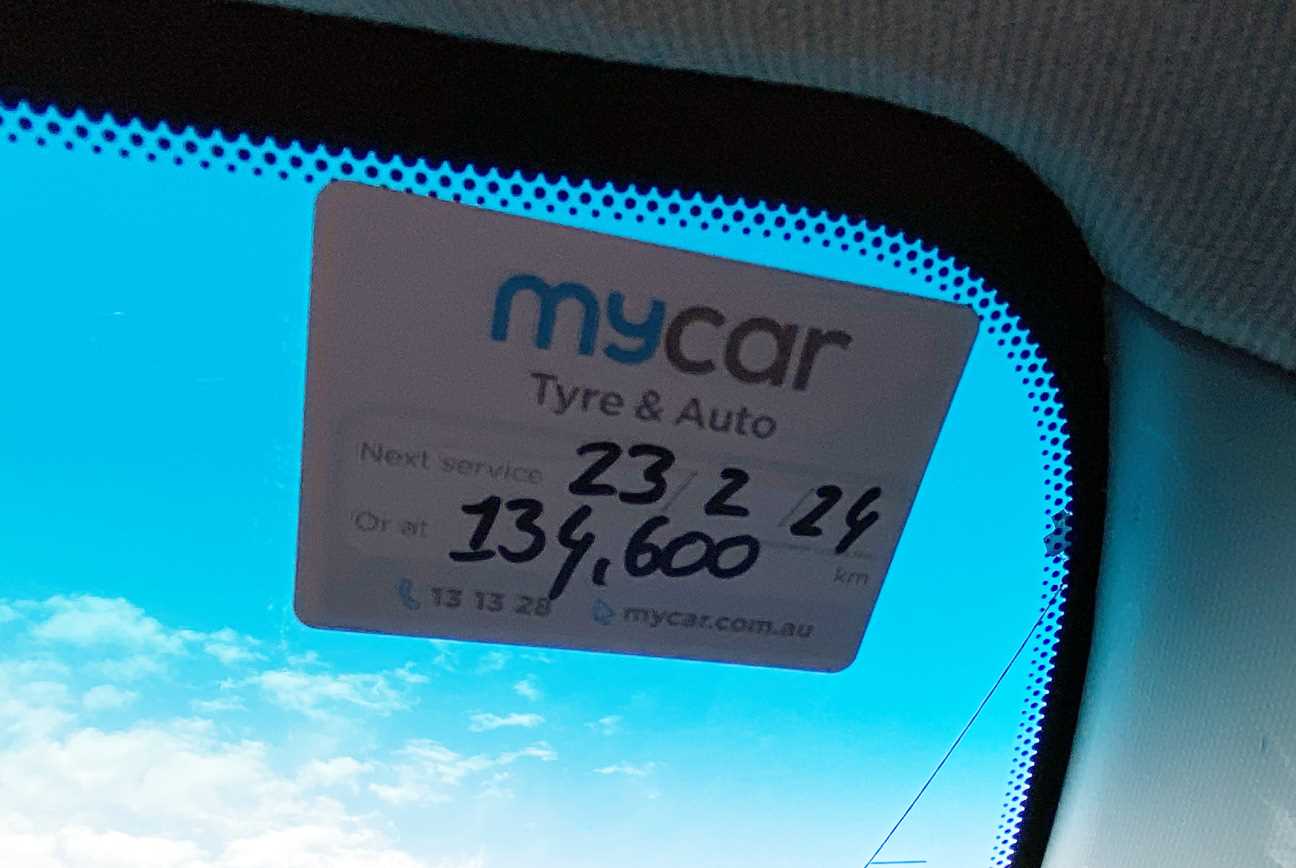 mycar
Tyre & Auto
Next service 23/2/24
Or at 134,600 km
13 13 28 mycar.com.au